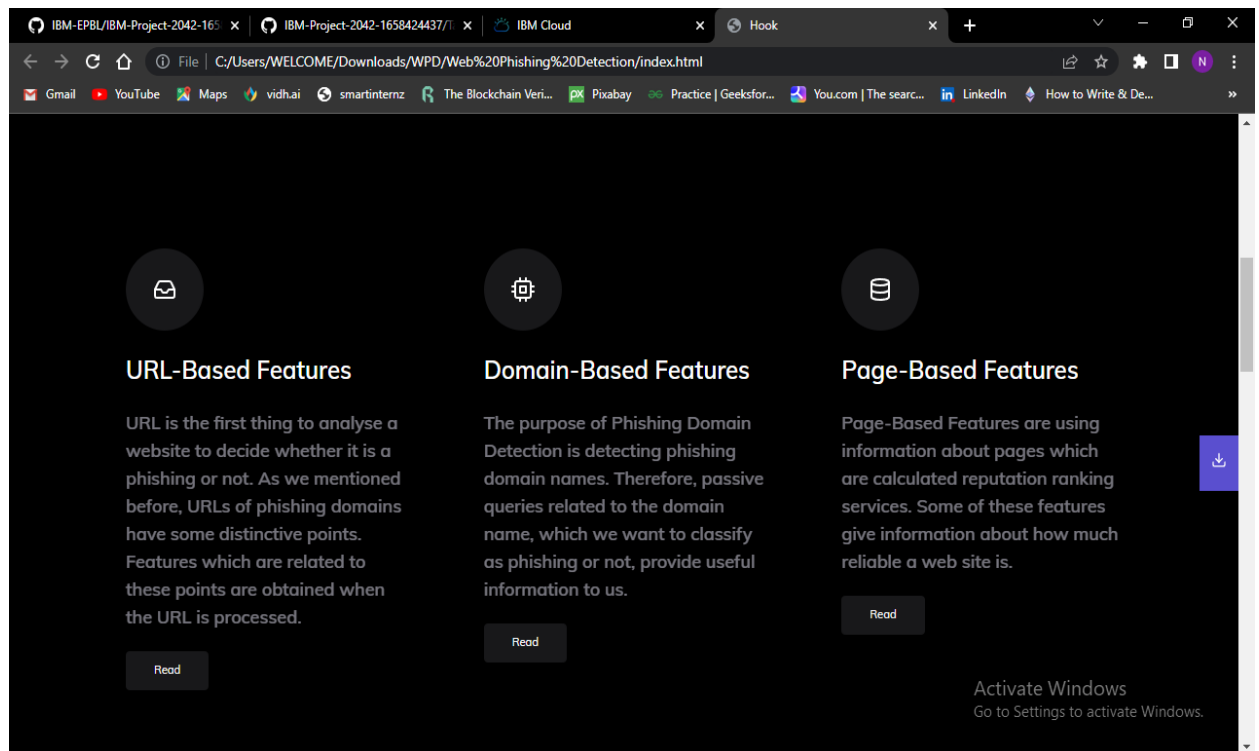 IBM-EPBL/IBM-Project-2042-165
IBM-Project-2042-1658424437/T
IBM Cloud
Hook
File | C:/Users/WELCOME/Downloads/WPD/Web%20Phishing%20Detection/index.html
N
Gmail
YouTube
Maps
vidh.ai
smartinternz
The Blockchain Veri...
px Pixabay
Practice | Geeksfor...
You.com | The searc...
in LinkedIn
How to Write & De...
»
URL-Based Features
URL is the first thing to analyse a
website to decide whether it is a
phishing or not. As we mentioned
before, URLs of phishing domains
have some distinctive points.
Features which are related to
these points are obtained when
the URL is processed.
Read
Domain-Based Features
The purpose of Phishing Domain
Detection is detecting phishing
domain names. Therefore, passive
queries related to the domain
name, which we want to classify
as phishing or not, provide useful
information to us.
Read
Page-Based Features
Page-Based Features are using
information about pages which
are calculated reputation ranking
services. Some of these features
give information about how much
reliable a web site is.
Read
Activate Windows
Go to Settings to activate Windows.